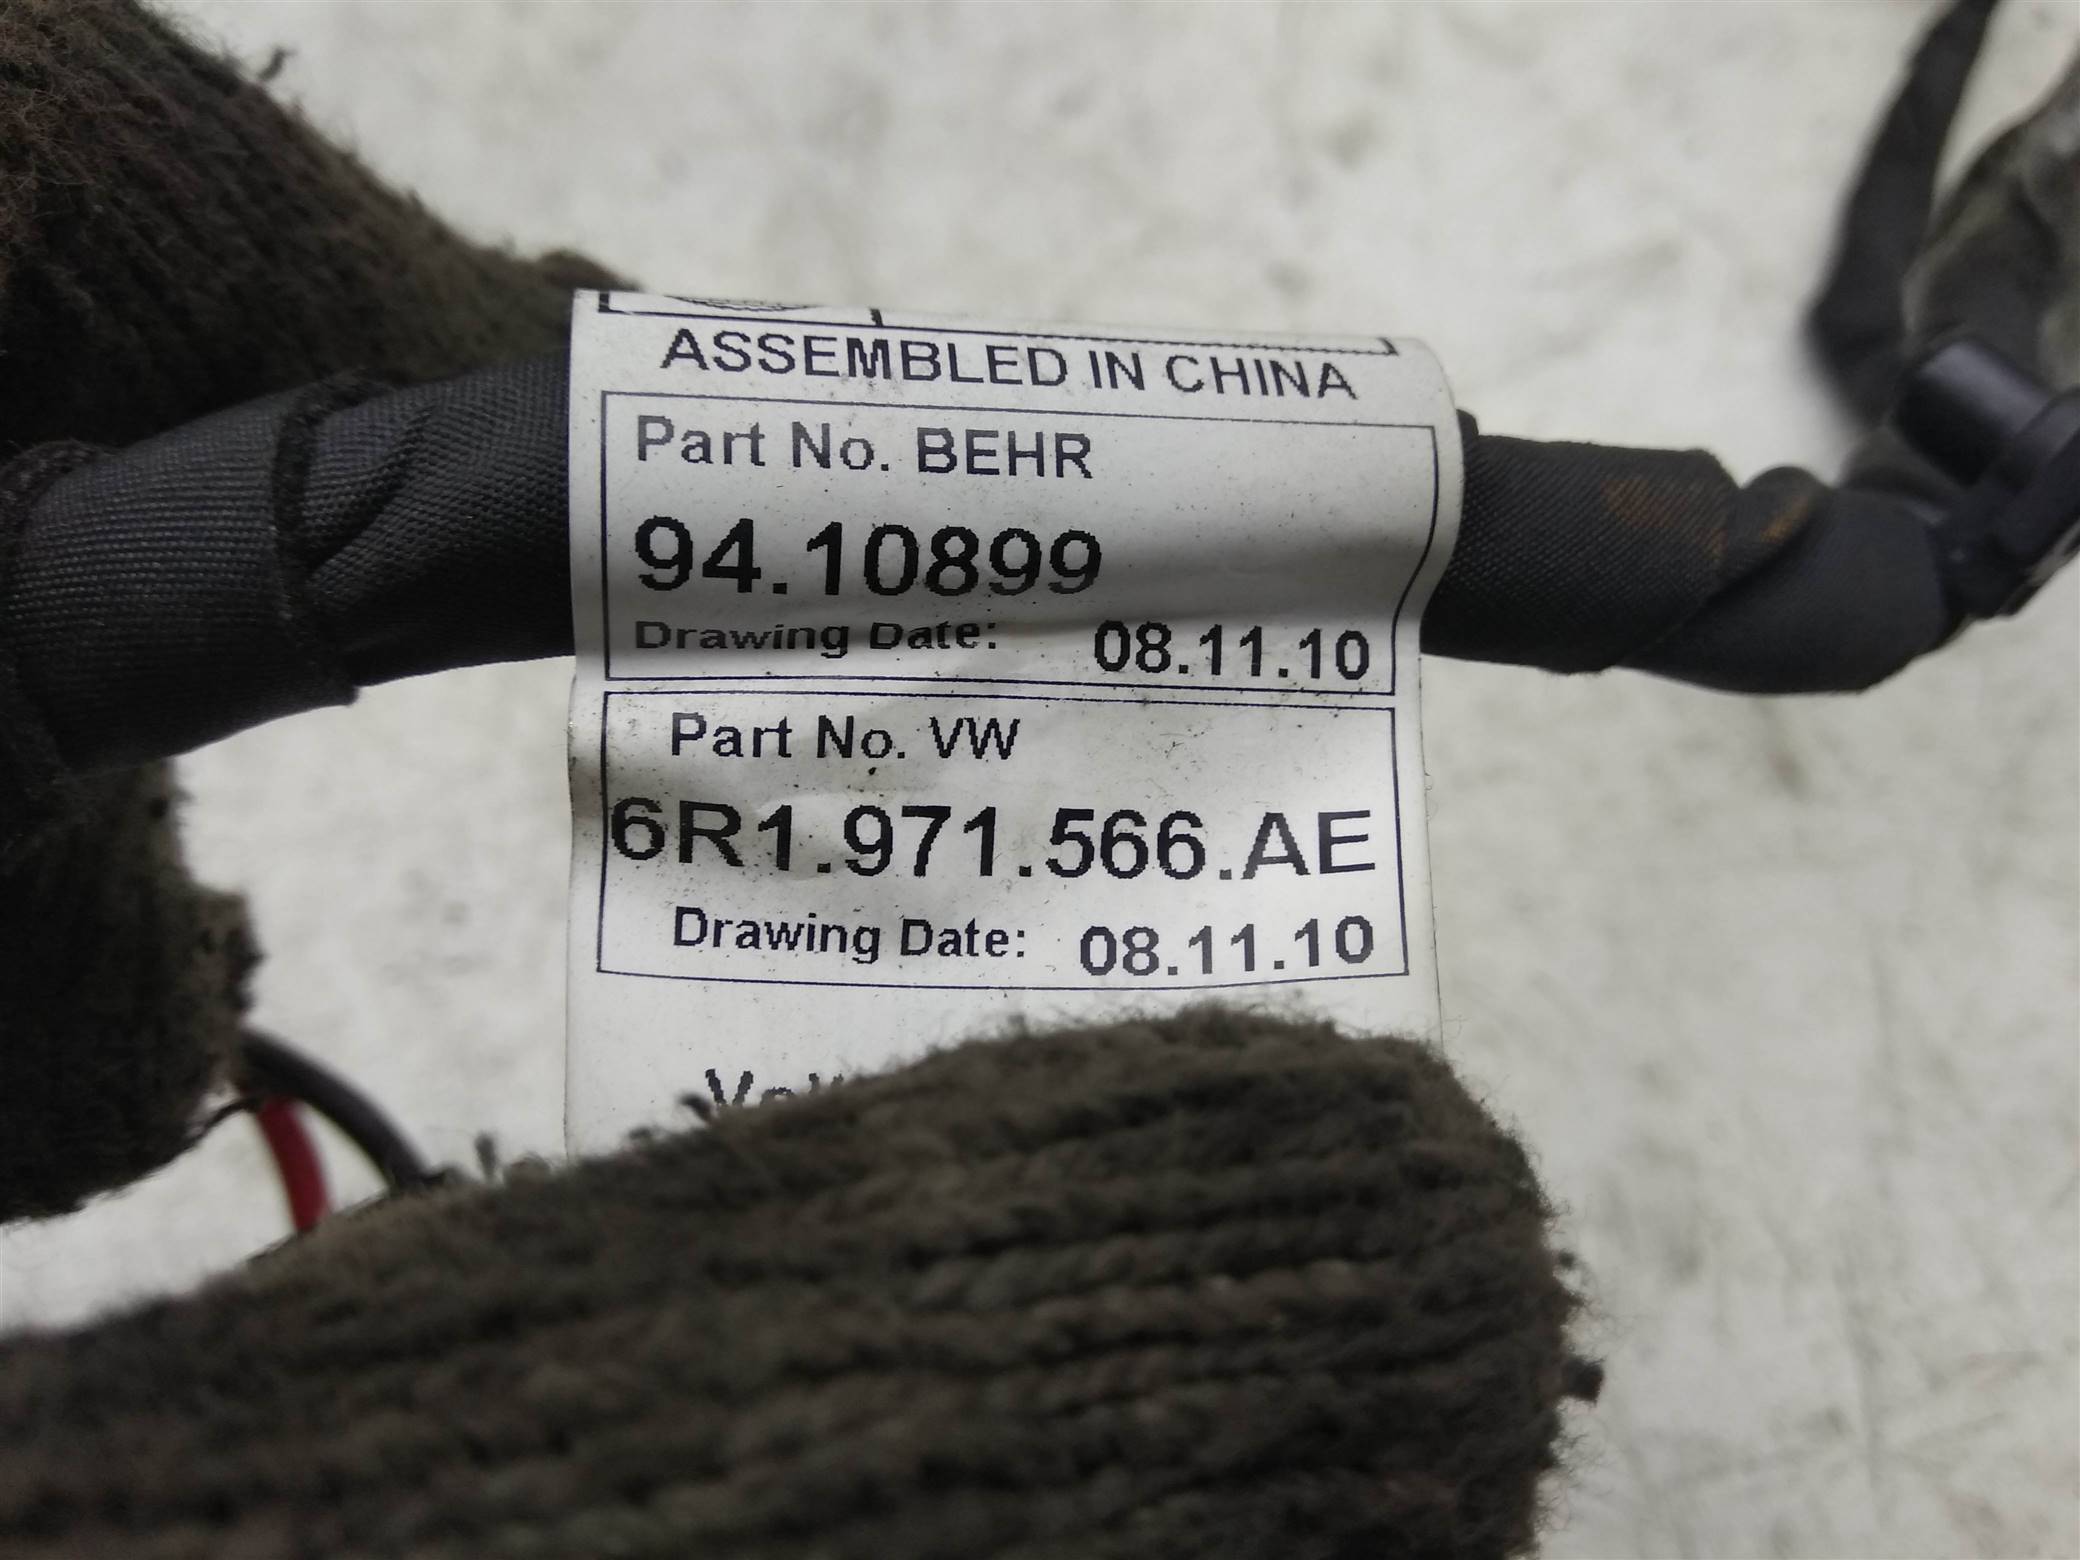 ASSEMBLED IN CHINA
Part No. BEHR
94.10899
Drawing Date: 08.11.10
Part No. VW
6R1.971.566.AE
Drawing Date: 08.11.10